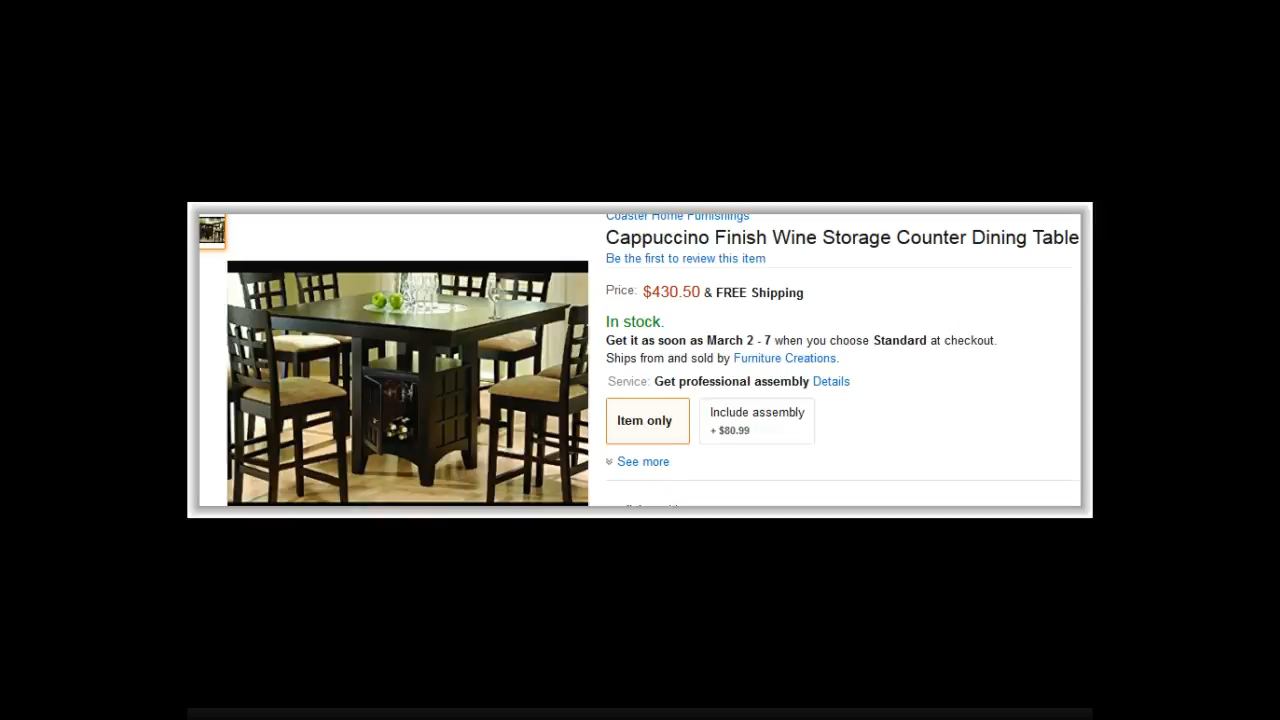 Coaster Home Furnishings
Cappuccino Finish Wine Storage Counter Dining Table
Be the first to review this item
Price: $430.50 & FREE Shipping
In stock.
Get it as soon as March 2 - 7 when you choose Standard at checkout.
Ships from and sold by Furniture Creations.
Service: Get professional assembly Details
Item only
Include assembly
+ $80.99
See more